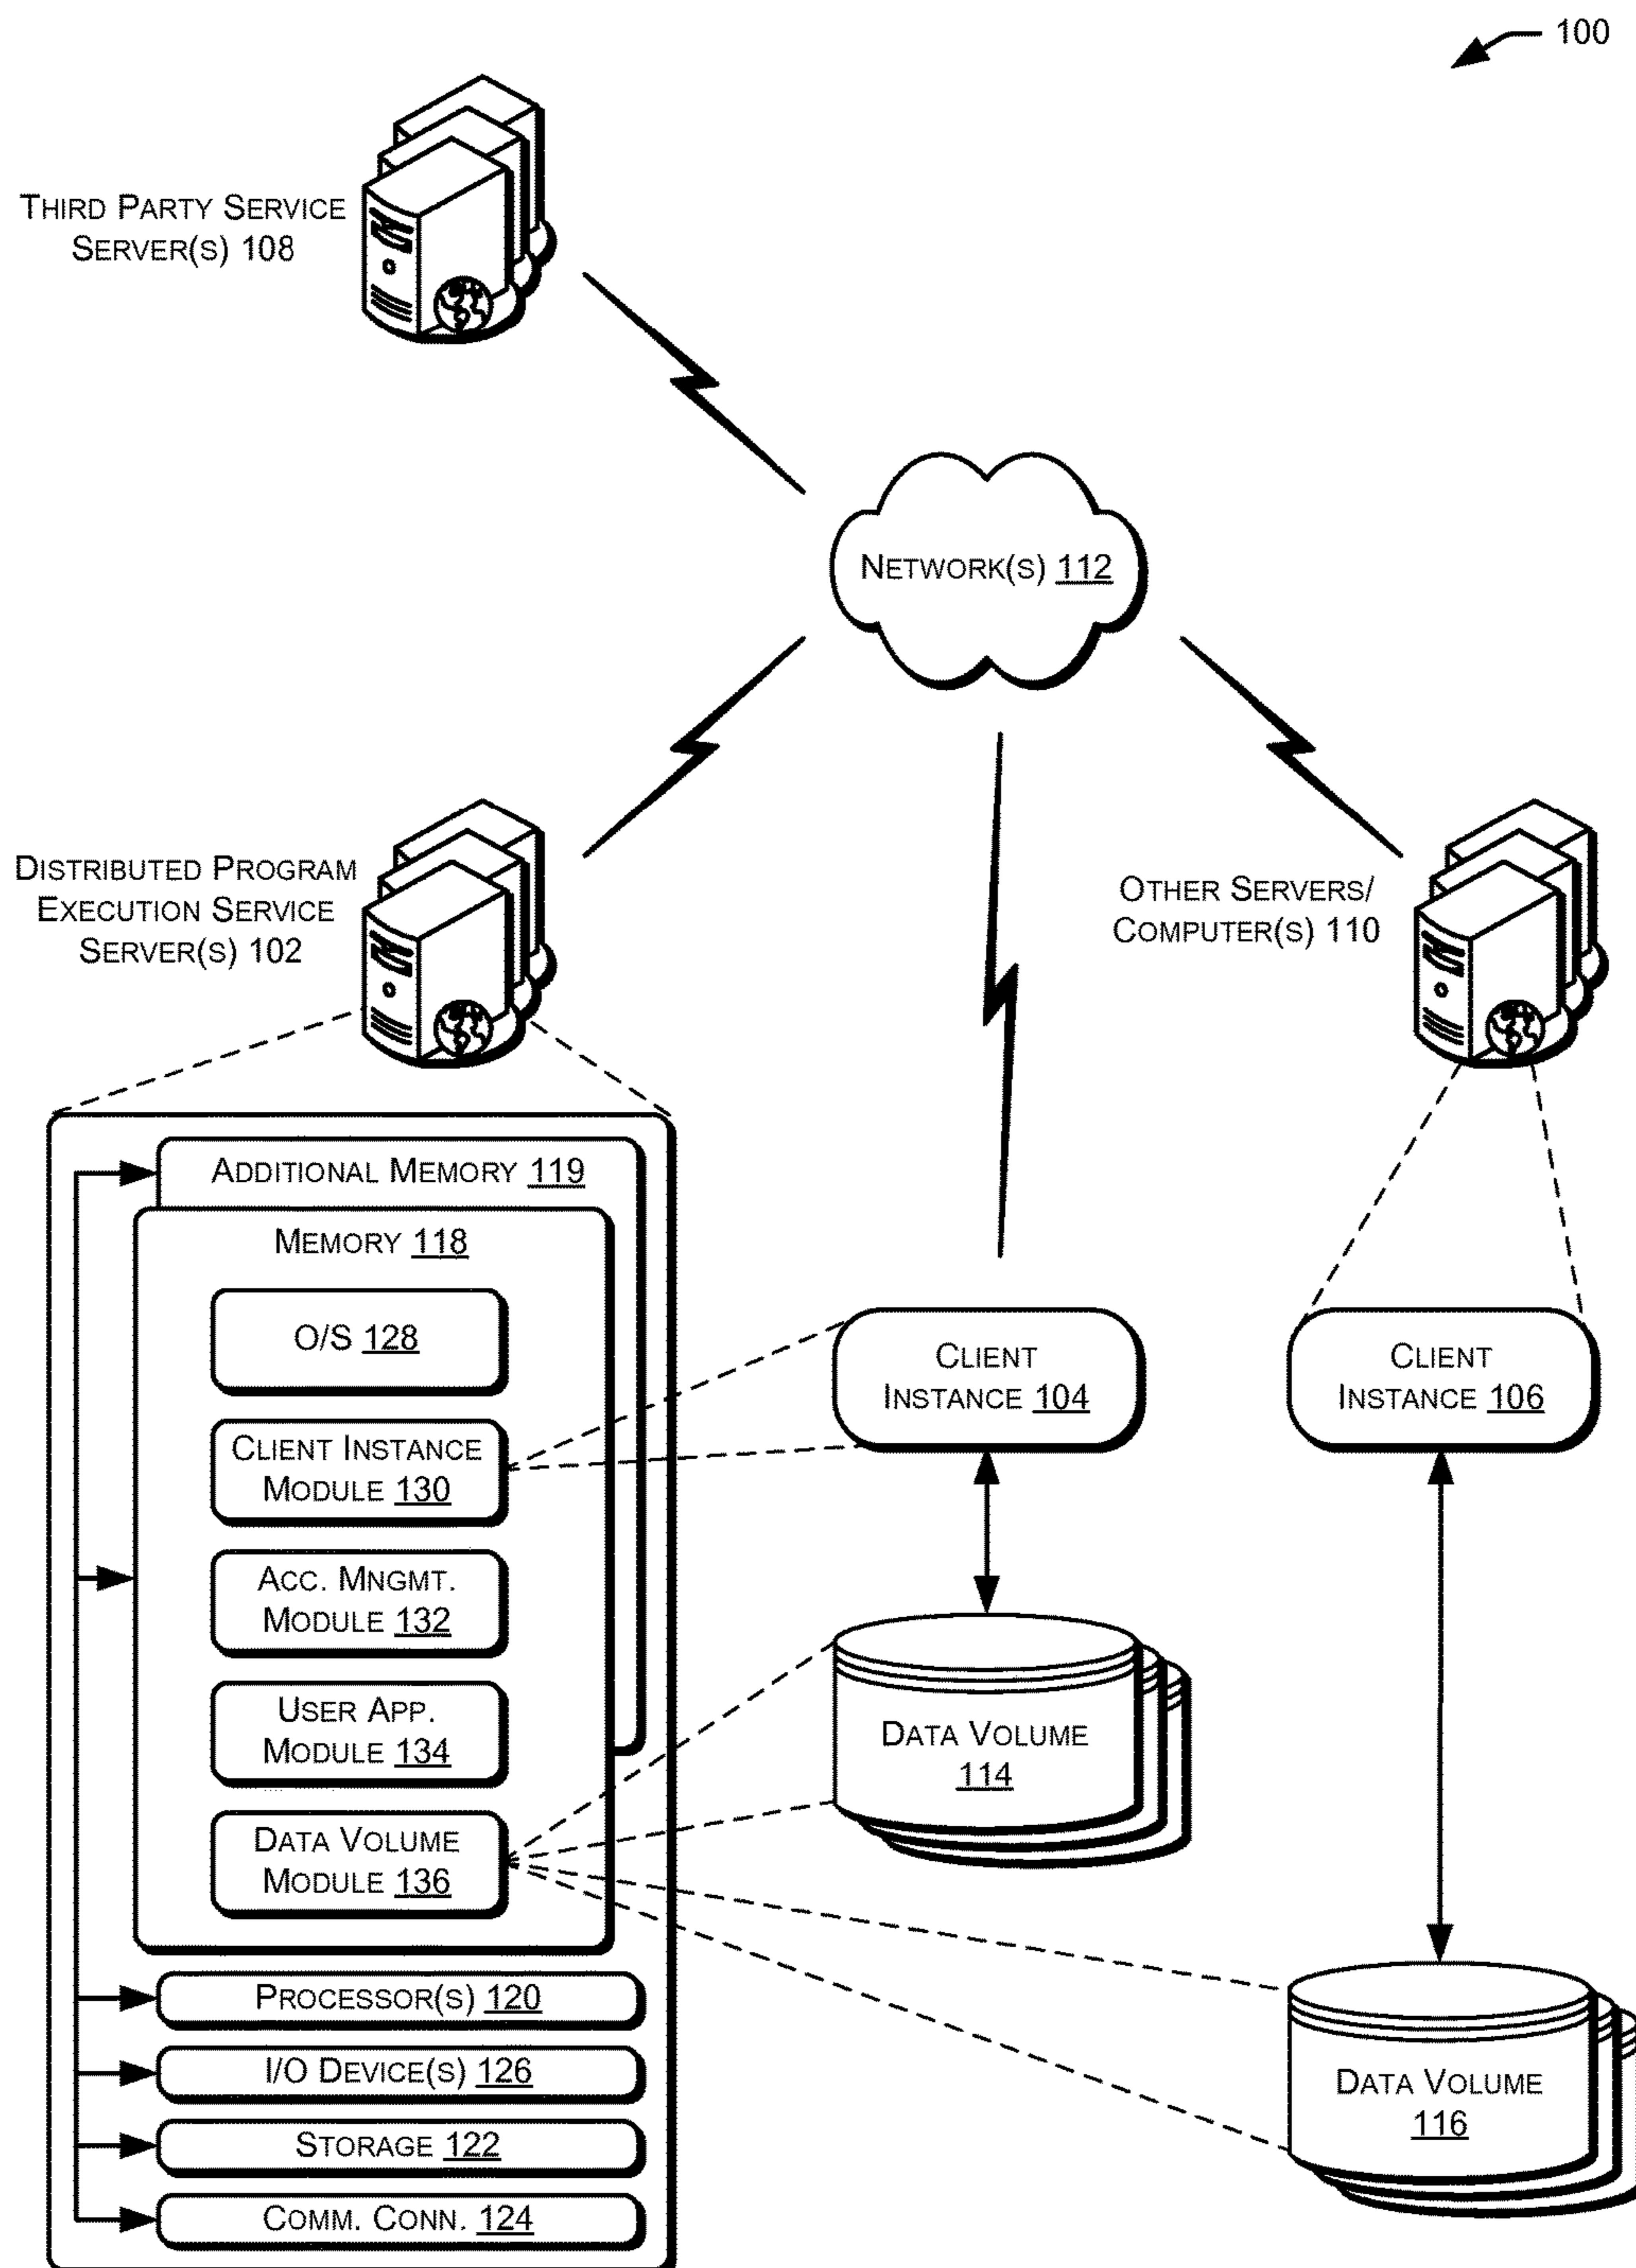 100
THIRD PARTY SERVICE
SERVER(S) 108
NETWORK(S) 112
DISTRIBUTED PROGRAM
EXECUTION SERVICE
SERVER(S) 102
OTHER SERVERS/
COMPUTER(S) 110
ADDITIONAL MEMORY 119
MEMORY 118
O/S 128
CLIENT INSTANCE
MODULE 130
ACC. MNGMT.
MODULE 132
USER APP.
MODULE 134
DATA VOLUME
MODULE 136
PROCESSOR(S) 120
I/O DEVICE(S) 126
STORAGE 122
COMM. CONN. 124
CLIENT
INSTANCE 104
DATA VOLUME
114
CLIENT
INSTANCE 106
DATA VOLUME
116